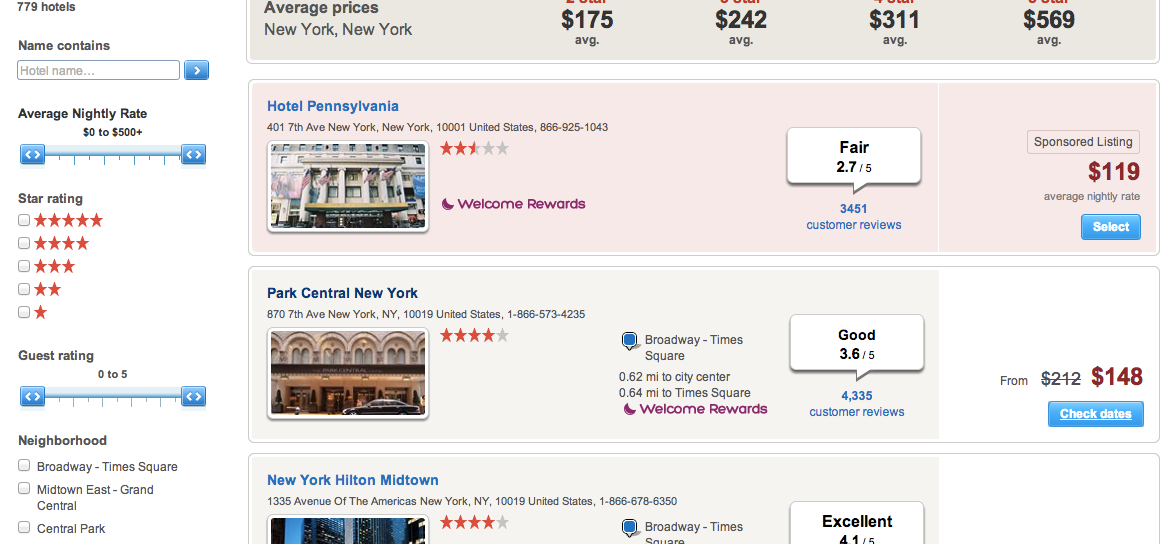 779 hotels
Name contains
Hotel name...
Average Nightly Rate
$0 to $500+
Star rating
Guest rating
0 to 5
Neighborhood
Broadway - Times Square
Midtown East - Grand
Central
Central Park
Average prices
New York, New York
$175
avg.
$242
avg.
$311
avg.
$569
avg.
Hotel Pennsylvania
401 7th Ave New York, New York, 10001 United States, 866-925-1043
Welcome Rewards
Fair
2.7 / 5
3451
customer reviews
Sponsored Listing
$119
average nightly rate
Select
Park Central New York
870 7th Ave New York, NY, 10019 United States, 1-866-573-4235
PARK CENTRAL
Broadway - Times
Square
0.62 mi to city center
0.64 mi to Times Square
Welcome Rewards
Good
3.6 / 5
4,335
customer reviews
From $212 $148
Check dates
New York Hilton Midtown
1335 Avenue Of The Americas New York, NY, 10019 United States, 1-866-678-6350
Broadway - Times
Square
Excellent
4.1 / 5